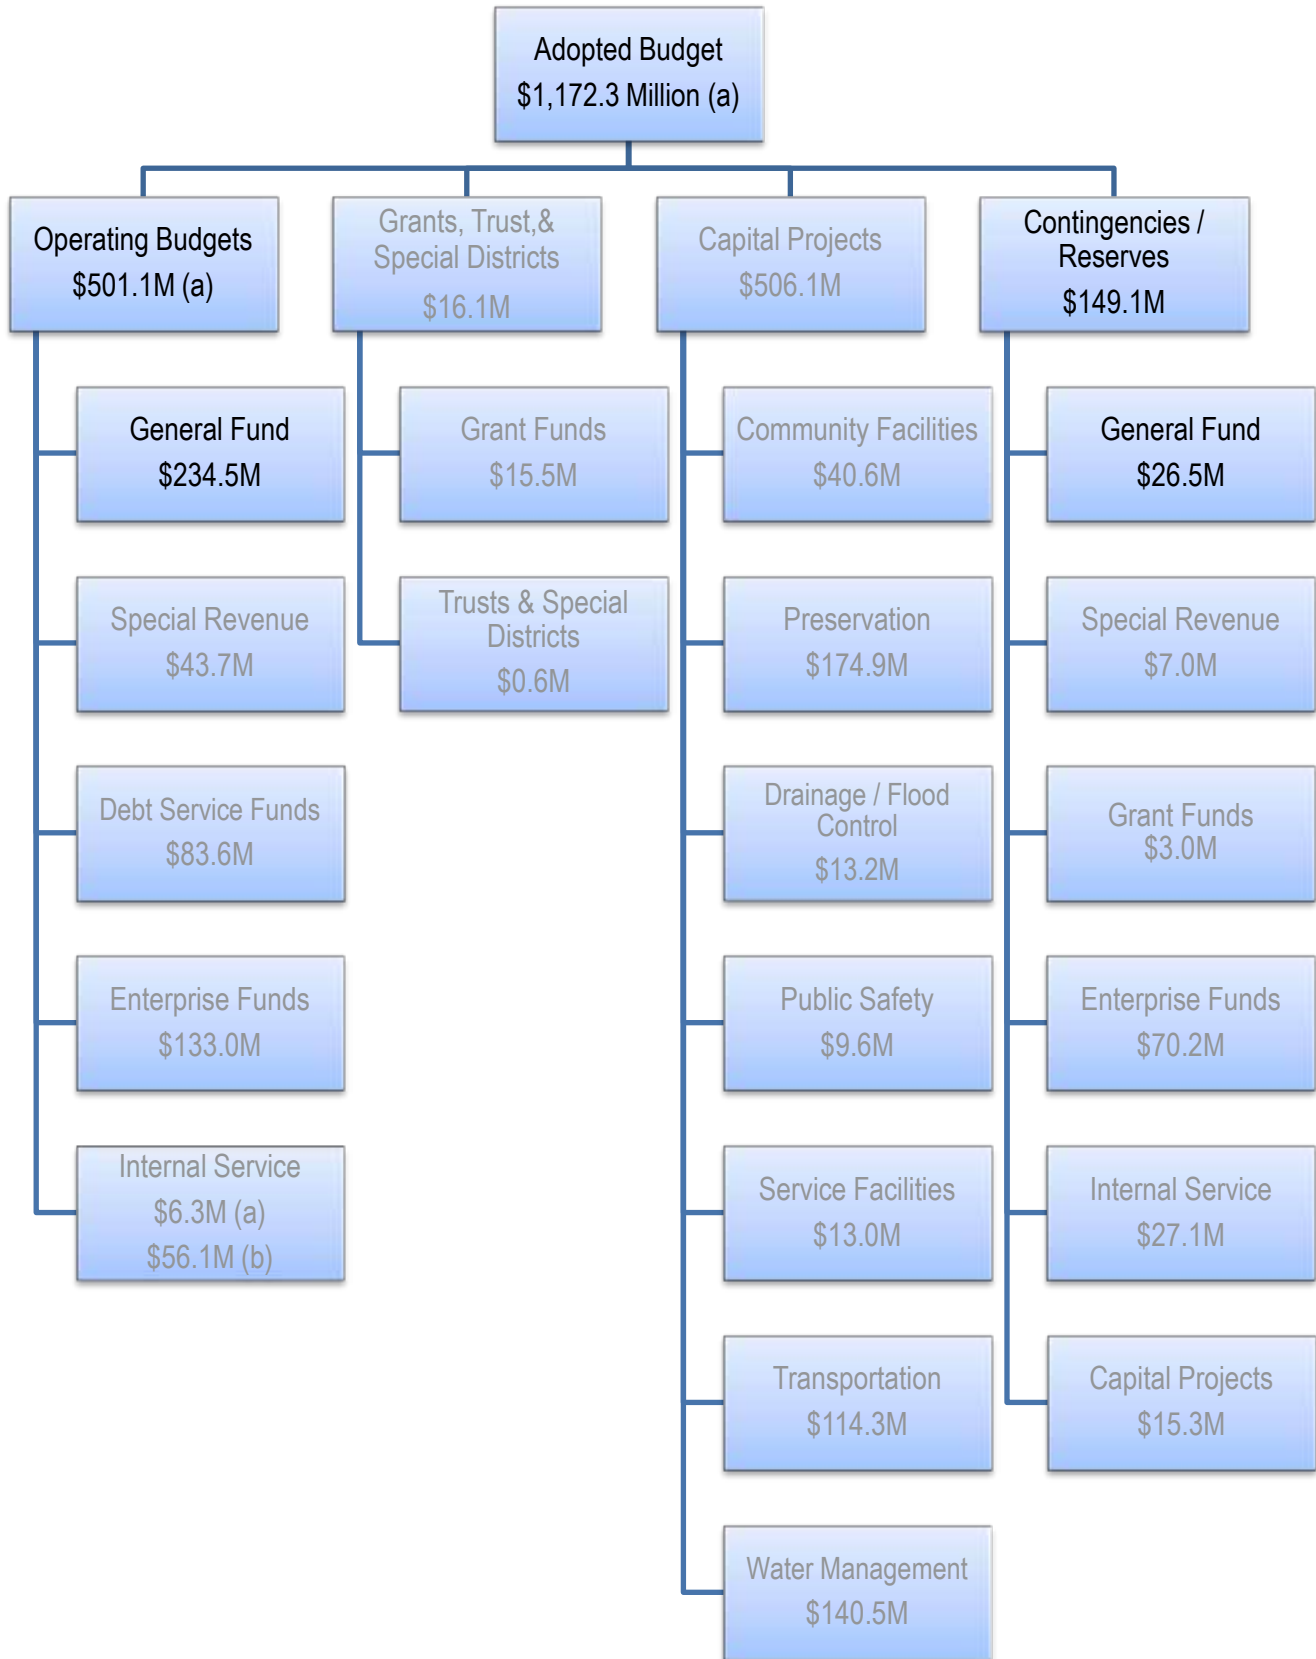 Adopted Budget
$1,172.3 Million (a)
Operating Budgets
$501.1M (a)
General Fund
$234.5M
Special Revenue
$43.7M
Debt Service Funds
$83.6M
Enterprise Funds
$133.0M
Internal Service
$6.3M (a)
$56.1M (b)
Grants, Trust,&
Special Districts
$16.1M
Grant Funds
$15.5M
Trusts & Special
Districts
$0.6M
Capital Projects
$506.1M
Community Facilities
$40.6M
Preservation
$174.9M
Drainage / Flood
Control
$13.2M
Public Safety
$9.6M
Service Facilities
$13.0M
Transportation
$114.3M
Water Management
$140.5M
Contingencies /
Reserves
$149.1M
General Fund
$26.5M
Special Revenue
$7.0M
Grant Funds
$3.0M
Enterprise Funds
$70.2M
Internal Service
$27.1M
Capital Projects
$15.3M